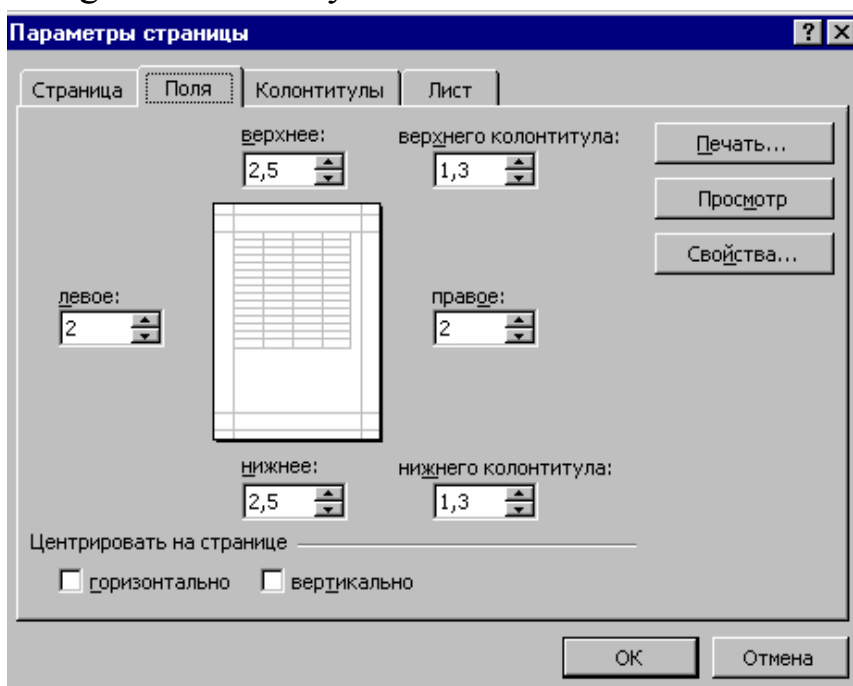 Параметры страницы
Страница Поля Колонтитулы Лист
верхнее: верхнего колонтитула:
2,5 1,3
Печать...
Просмотр
Свойства...
левое: правое:
2 2
нижнее: нижнего колонтитула:
2,5 1,3
Центрировать на странице
горизонтально вертикально
ОК Отмена